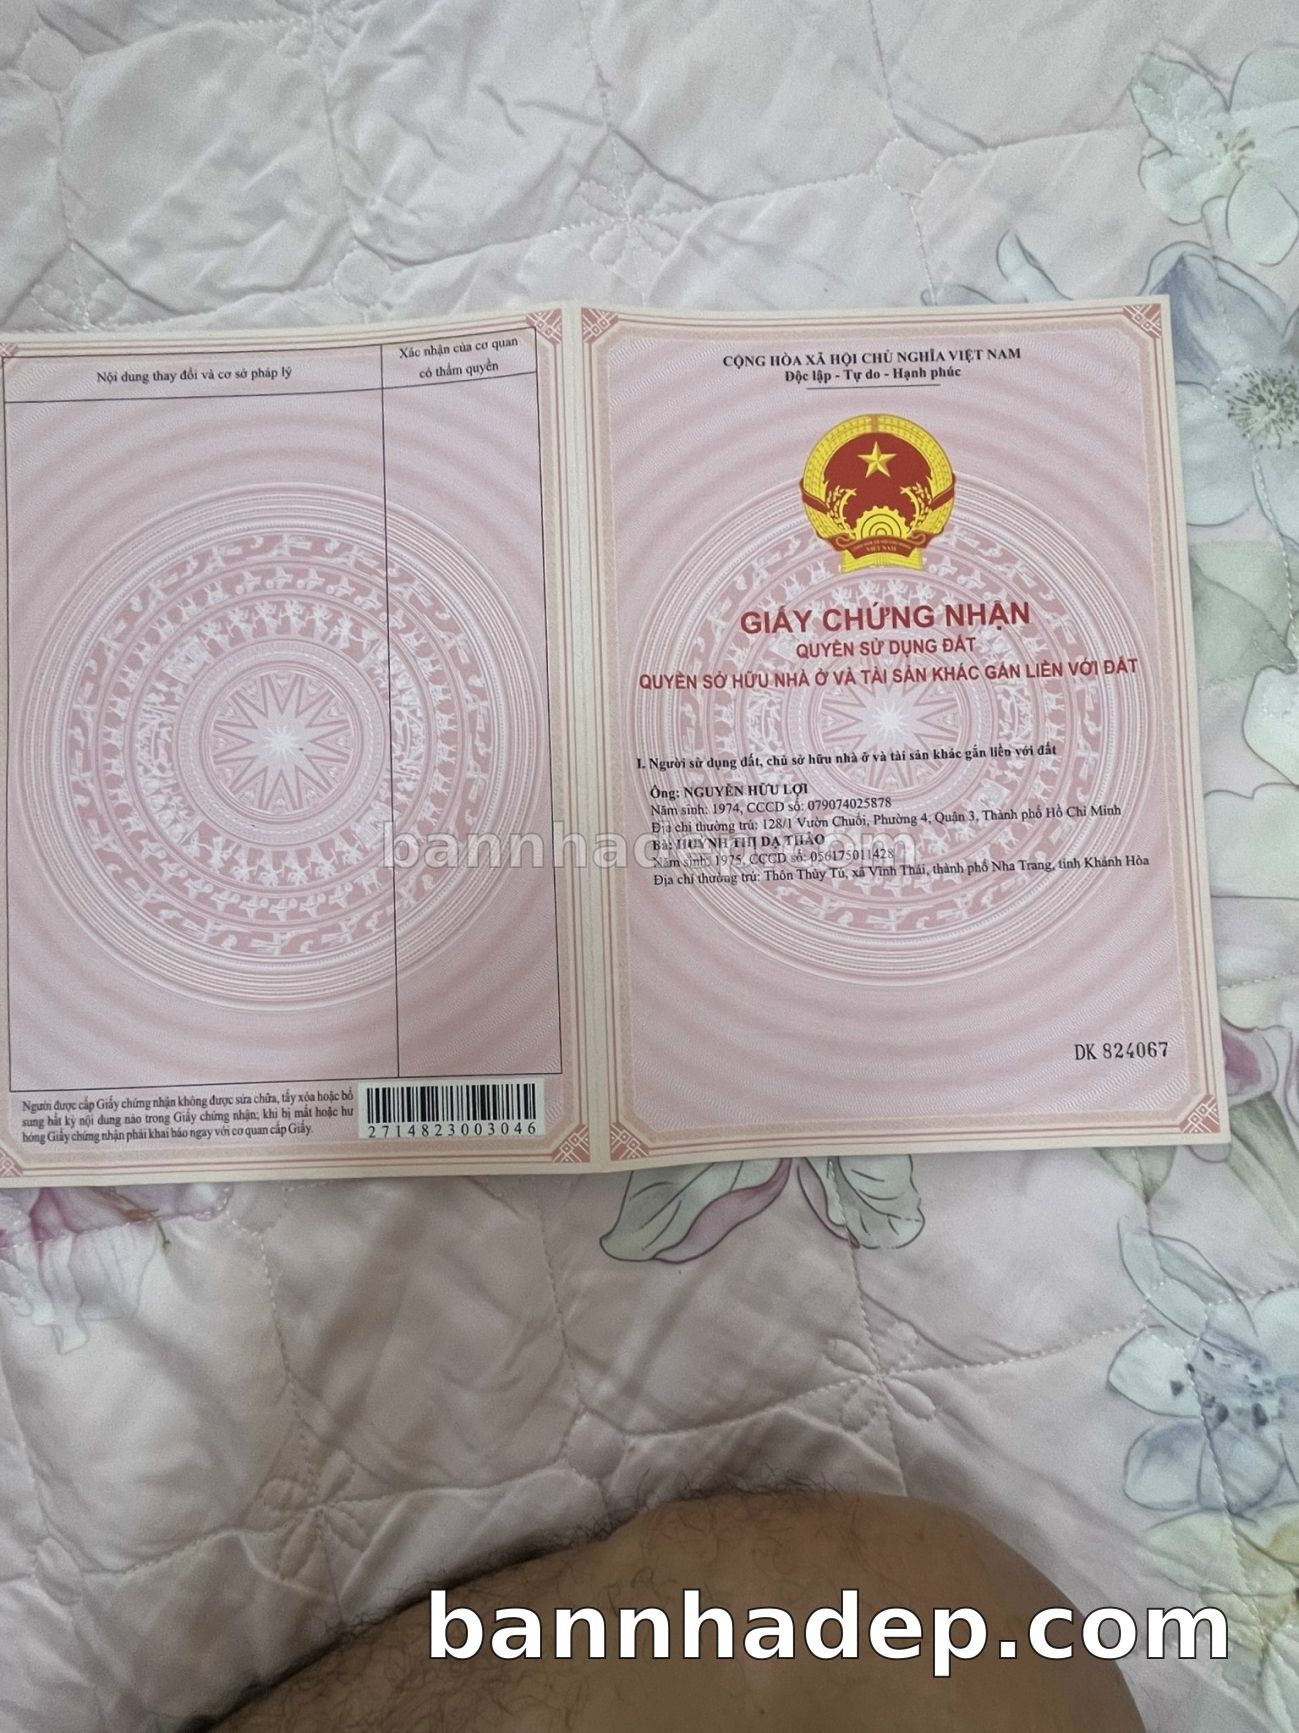 Nội dung thay đổi và cơ sở pháp lý
Xác nhận của cơ quan
có thẩm quyền
Người được cấp Giấy chứng nhận không được sửa chữa, tẩy xóa hoặc bổ
sung bất kỳ nội dung nào trong Giấy chứng nhận; khi bị mất hoặc hư
hỏng Giấy chứng nhận phải khai báo ngay với cơ quan cấp Giấy.
2714823003046
CỘNG HÒA XÃ HỘI CHỦ NGHĨA VIỆT NAM
Độc lập - Tự do - Hạnh phúc
VIỆT NAM
GIẤY CHỨNG NHẬN
QUYỀN SỬ DỤNG ĐẤT
QUYỀN SỞ HỮU NHÀ Ở VÀ TÀI SẢN KHÁC GẮN LIỀN VỚI ĐẤT
I. Người sử dụng đất, chủ sở hữu nhà ở và tài sản khác gắn liền với đất
Ông: NGUYỄN HỮU LỢI
Năm sinh: 1974, CCCD số: 079074025878
Địa chỉ thường trú: 128/1 Vườn Chuối, Phường 4, Quận 3, Thành phố Hồ Chí Minh
Bà: HUỲNH THỊ DẠ THẢO
Năm sinh: 1975, CCCD số: 056175011428
Địa chỉ thường trú: Thôn Thủy Tú, xã Vĩnh Thái, thành phố Nha Trang, tỉnh Khánh Hòa
bannhadep.com
DK 824067
bannhadep.com